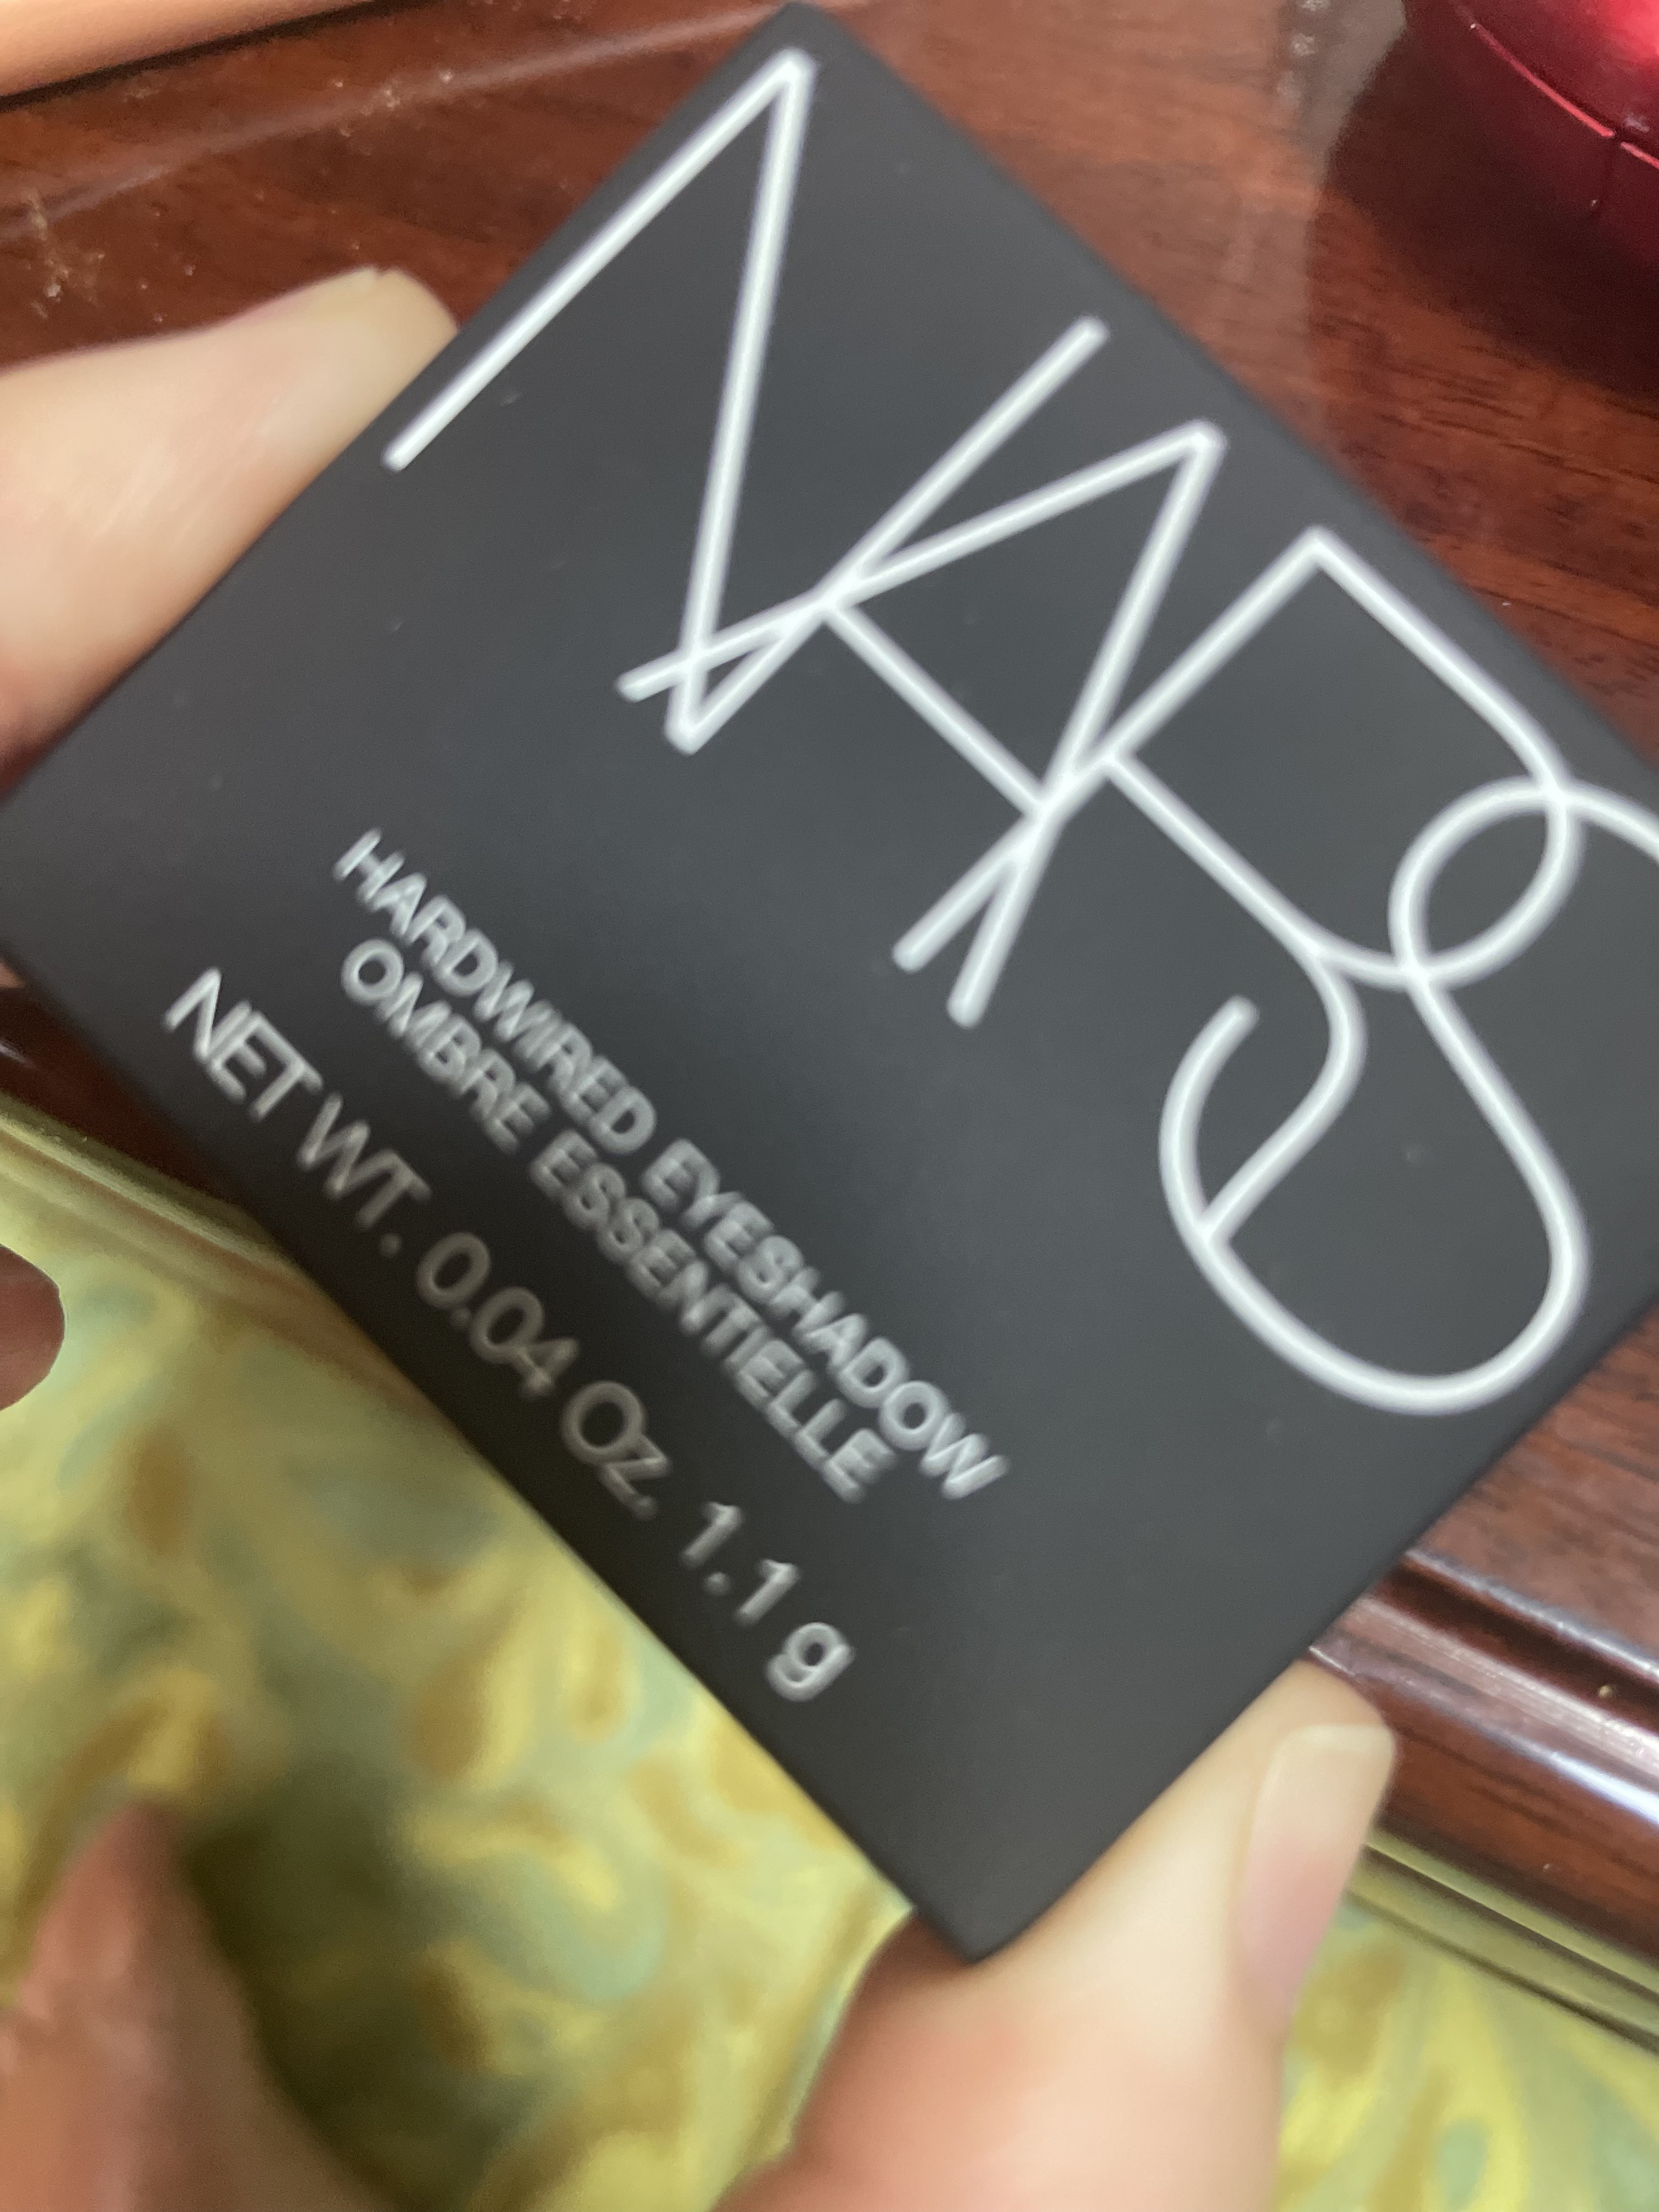 NARS
HARDWIRED EYESHADOW
OMBRE ESSENTIELLE
NET WT. 0.04 OZ. 1.1 g